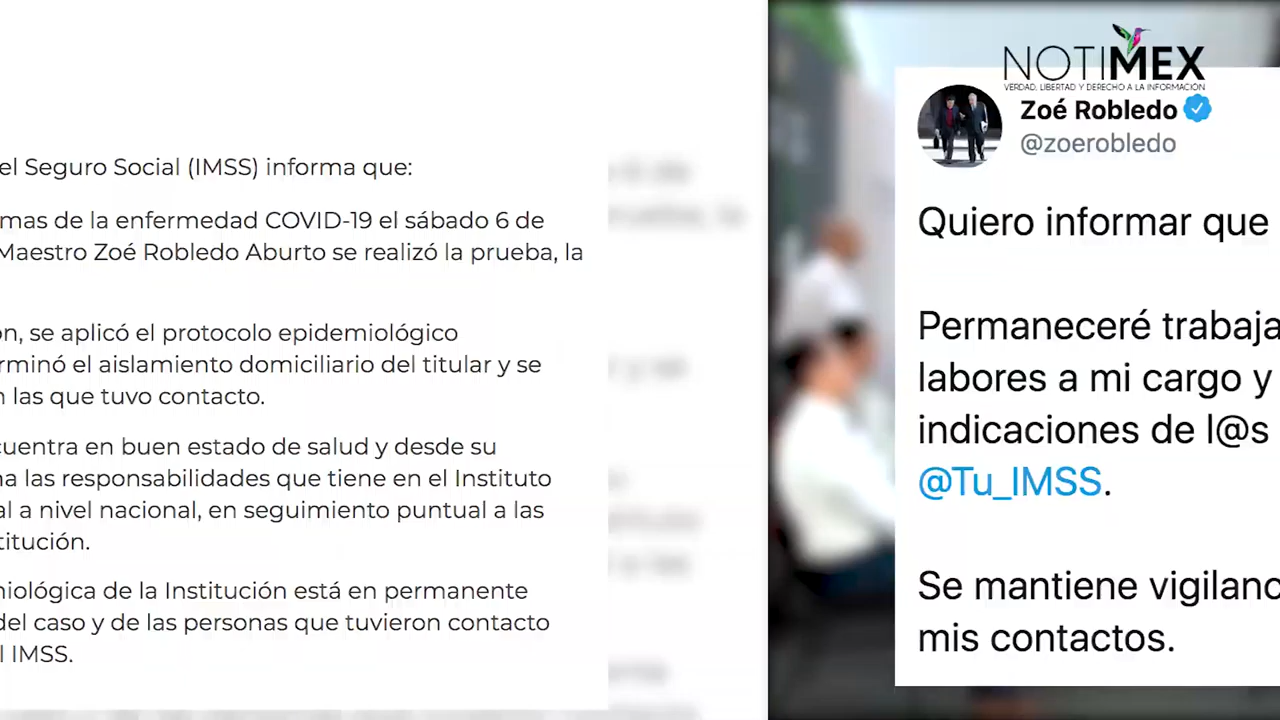 el Seguro Social (IMSS) informa que:
mas de la enfermedad COVID-19 el sábado 6 de
Maestro Zoé Robledo Aburto se realizó la prueba, la
n, se aplicó el protocolo epidemiológico
rminó el aislamiento domiciliario del titular y se
las que tuvo contacto.
cuentra en buen estado de salud y desde su
na las responsabilidades que tiene en el Instituto
al a nivel nacional, en seguimiento puntual a las
titución.
niológica de la Institución está en permanente
del caso y de las personas que tuvieron contacto
l IMSS.
NOTIMEX
VERDAD, LIBERTAD Y DERECHO A LA INFORMACIÓN
Zoé Robledo
@zoerobledo
Quiero informar que
Permaneceré trabaja
labores a mi cargo y
indicaciones de l@s
@Tu_IMSS.
Se mantiene vigilanc
mis contactos.